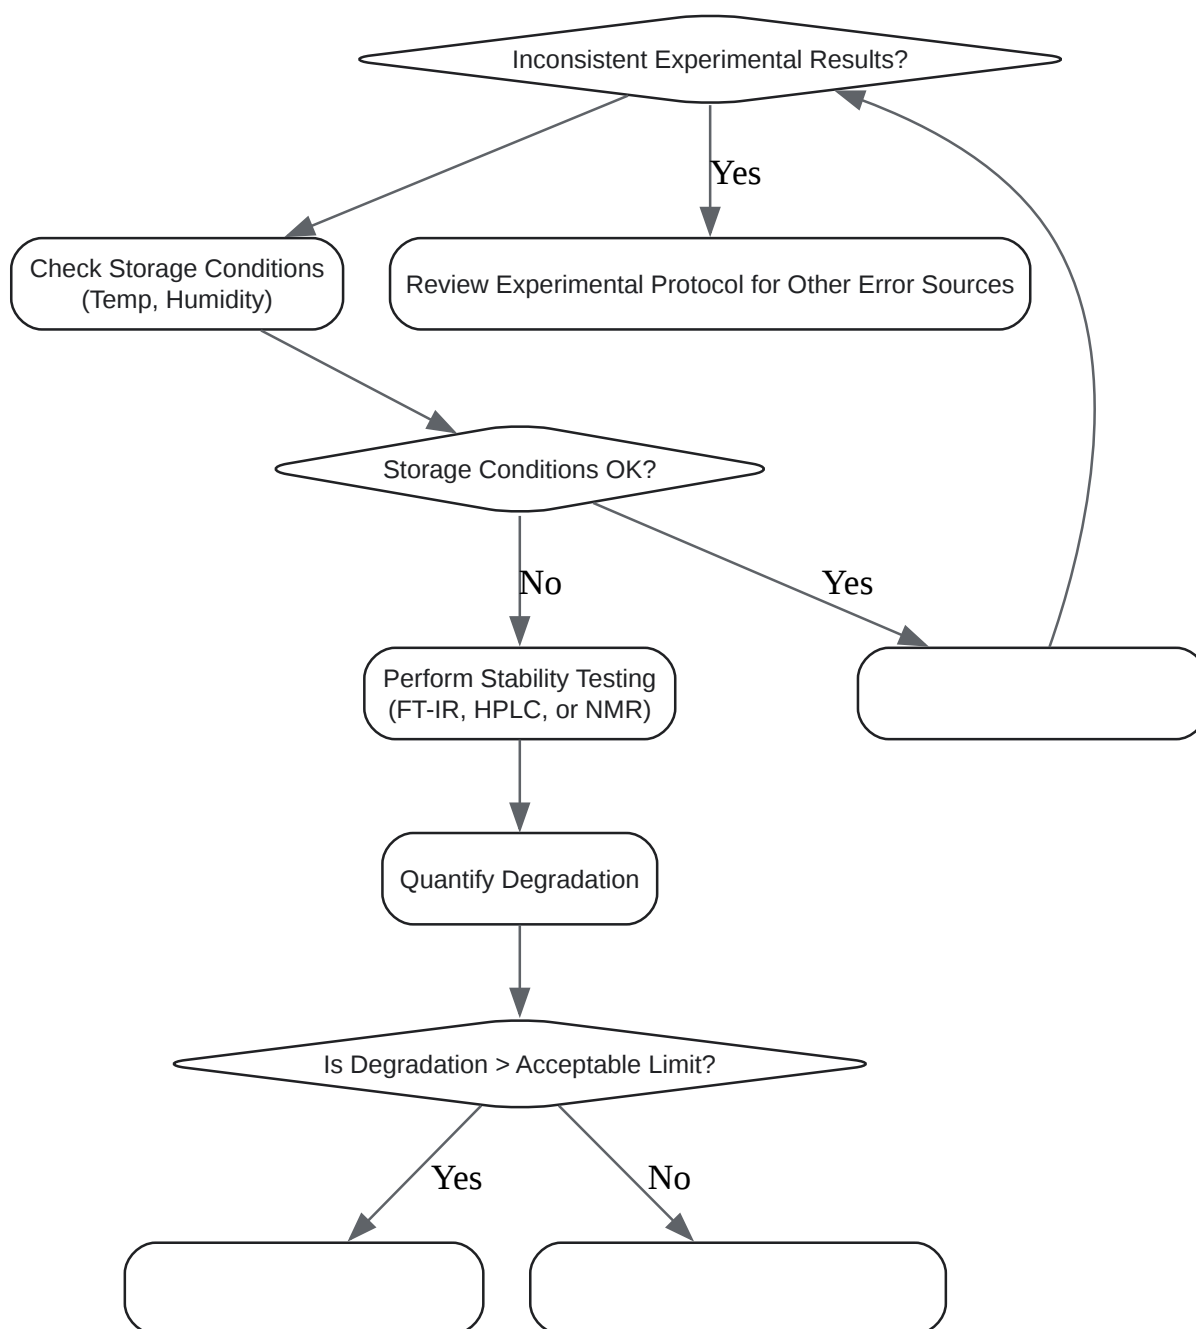 Inconsistent Experimental Results?
Yes
Check Storage Conditions
(Temp, Humidity)
Review Experimental Protocol for Other Error Sources
Storage Conditions OK?
No
Yes
Perform Stability Testing
(FT-IR, HPLC, or NMR)
Quantify Degradation
Is Degradation > Acceptable Limit?
Yes
No